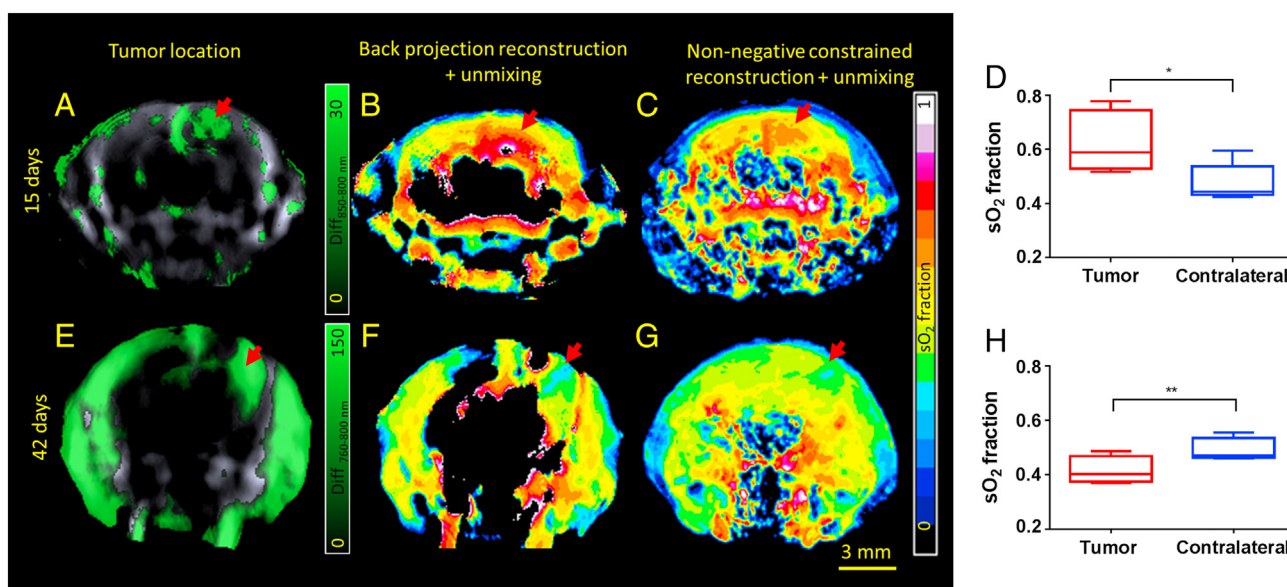 Tumor location
Back projection reconstruction
+ unmixing
Non-negative constrained
reconstruction + unmixing
15 days
A
30
Diff850-800 nm
0
B
C
1
sO2 fraction
0
D
*
0.8
0.6
0.4
0.2
sO2 fraction
Tumor
Contralateral
42 days
E
150
Diff 760-800 nm
0
F
G
3 mm
H
**
0.8
0.6
0.4
0.2
sO2 fraction
Tumor
Contralateral